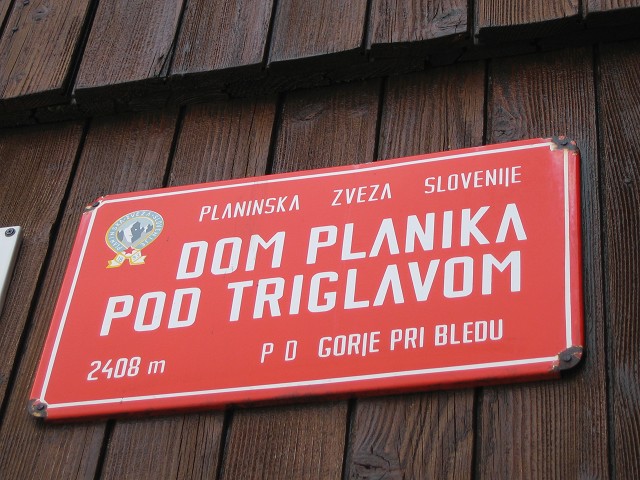 PLANINSKA ZVEZA SLOVENIJE
DOM PLANIKA
POD TRIGLAVOM
2408 m P D GORJE PRI BLEDU